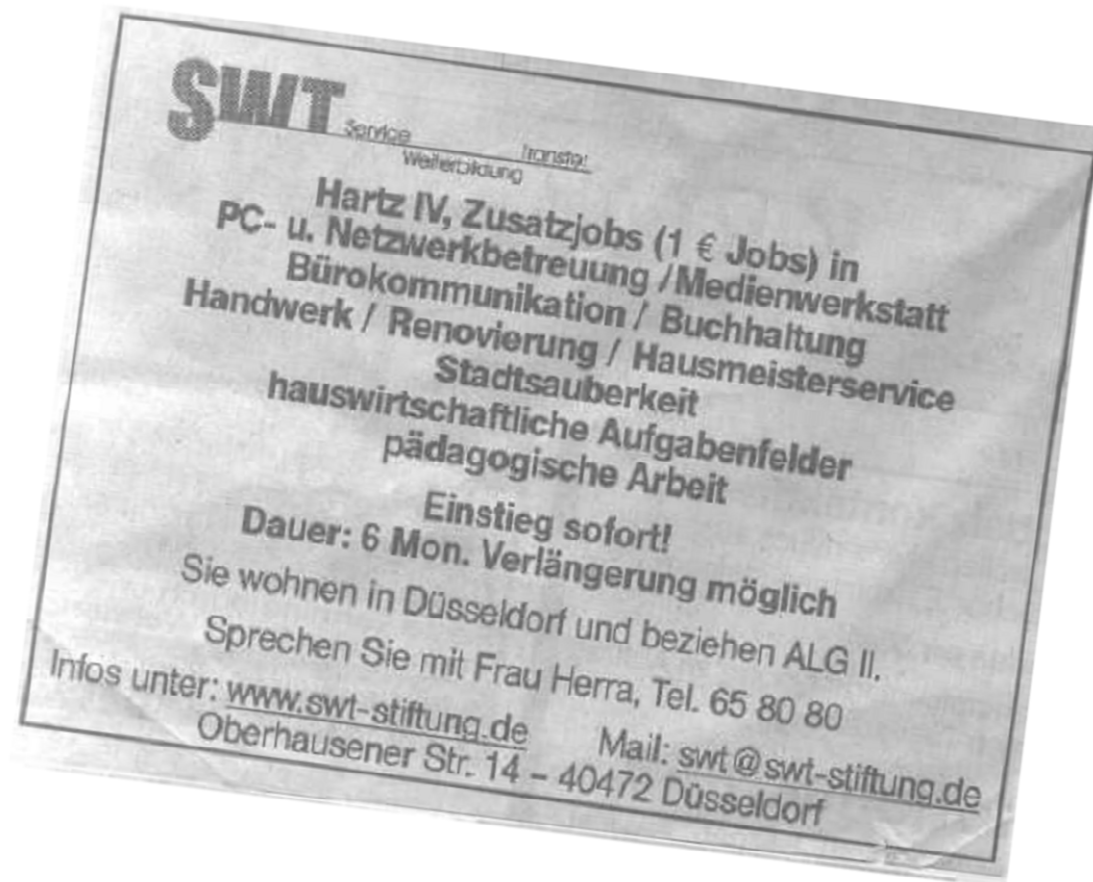 SWT
Service Transfer
Weiterbildung
Hartz IV, Zusatzjobs (1 € Jobs) in
PC- u. Netzwerkbetreuung / Medienwerkstatt
Bürokommunikation / Buchhaltung
Handwerk / Renovierung / Hausmeisterservice
Stadtsauberkeit
hauswirtschaftliche Aufgabenfelder
pädagogische Arbeit
Einstieg sofort!
Dauer: 6 Mon. Verlängerung möglich
Sie wohnen in Düsseldorf und beziehen ALG II.
Sprechen Sie mit Frau Herra, Tel. 65 80 80
Infos unter: www.swt-stiftung.de Mail: swt@swt-stiftung.de
Oberhausener Str. 14 – 40472 Düsseldorf